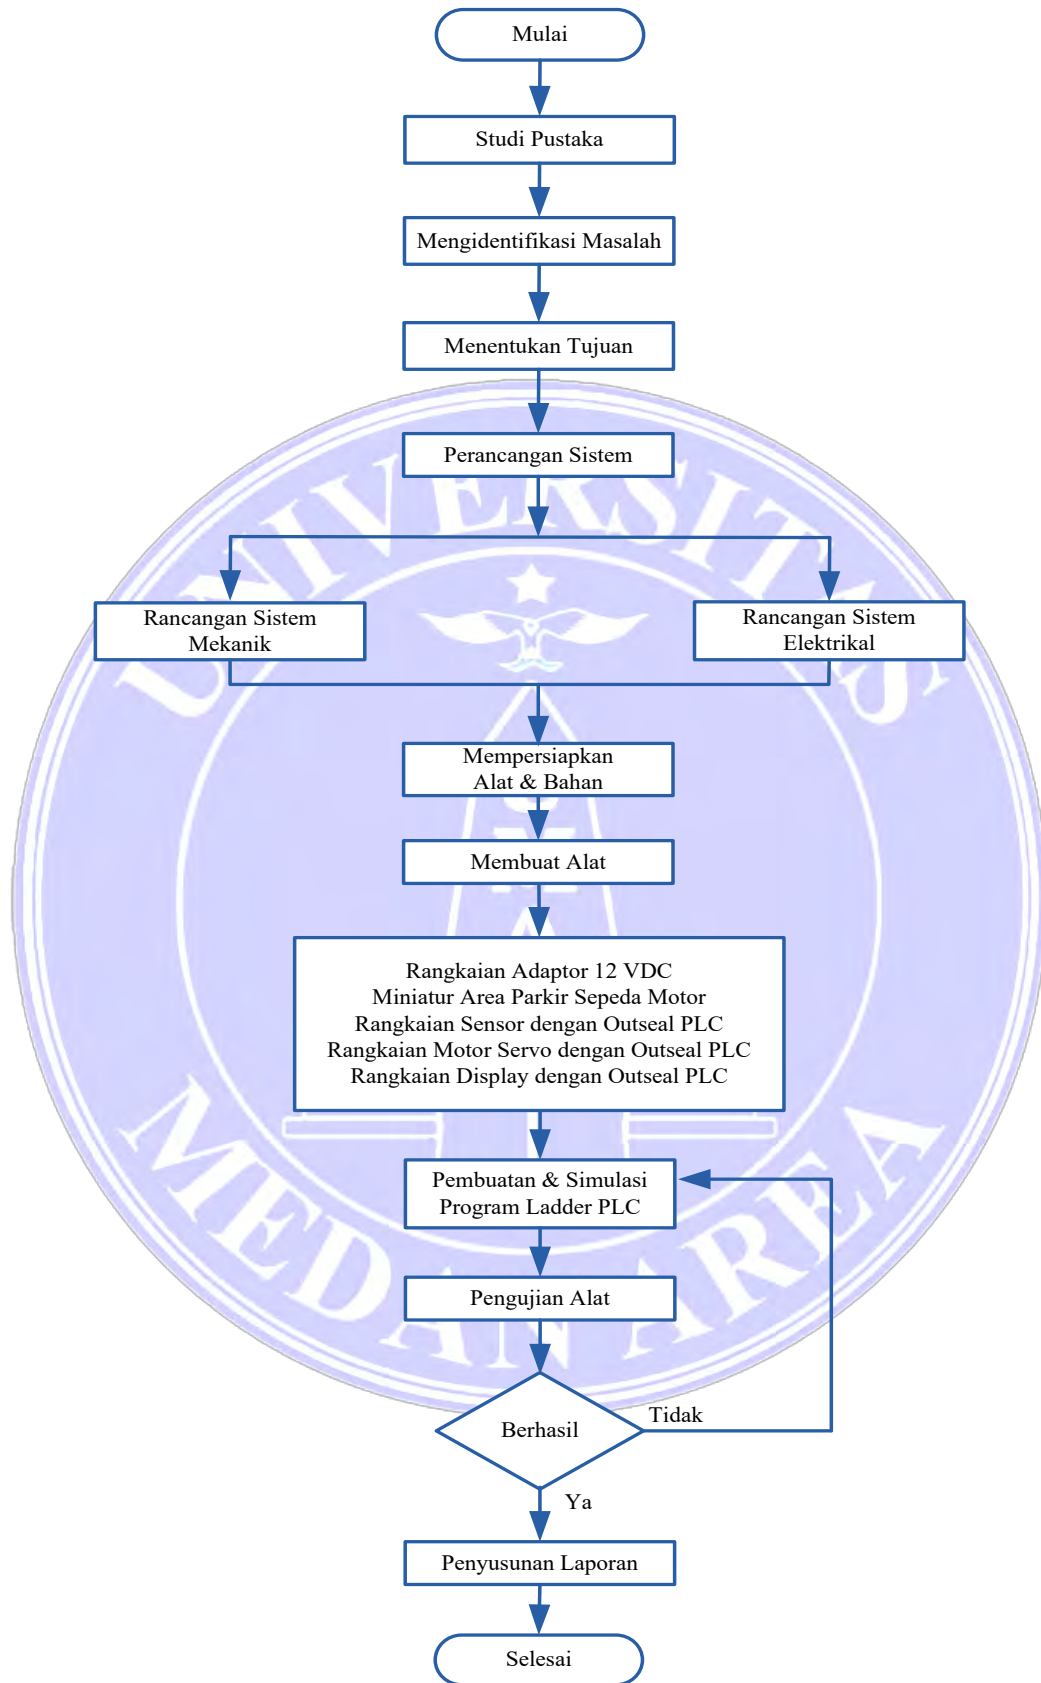 Mulai
Studi Pustaka
Mengidentifikasi Masalah
Menentukan Tujuan
Perancangan Sistem
UNIVERSITAS
Rancangan Sistem
Mekanik
Rancangan Sistem
Elektrikal
Mempersiapkan
Alat & Bahan
Membuat Alat
Rangkaian Adaptor 12 VDC
Miniatur Area Parkir Sepeda Motor
Rangkaian Sensor dengan Outseal PLC
Rangkaian Motor Servo dengan Outseal PLC
Rangkaian Display dengan Outseal PLC
Pembuatan & Simulasi
Program Ladder PLC
Pengujian Alat
MEDAN AREA
Berhasil
Tidak
Ya
Penyusunan Laporan
Selesai